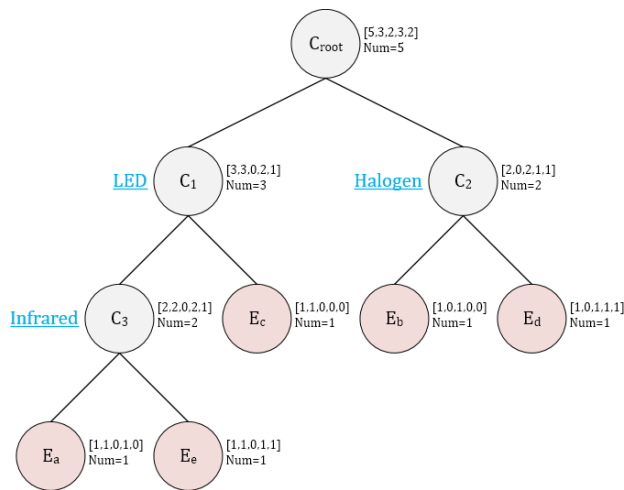 C_root
[5,3,2,3,2]
Num=5
LED
C_1
[3,3,0,2,1]
Num=3
Halogen
C_2
[2,0,2,1,1]
Num=2
Infrared
C_3
[2,2,0,2,1]
Num=2
E_c
[1,1,0,0,0]
Num=1
E_b
[1,0,1,0,0]
Num=1
E_d
[1,0,1,1,1]
Num=1
E_a
[1,1,0,1,0]
Num=1
E_e
[1,1,0,1,1]
Num=1